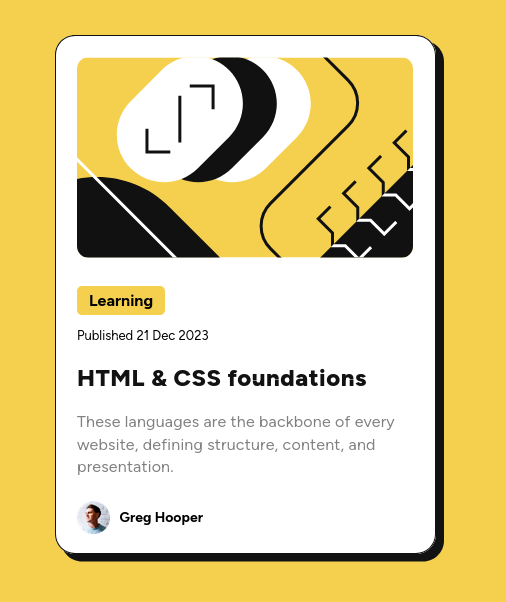 Learning
Published 21 Dec 2023
HTML & CSS foundations
These languages are the backbone of every
website, defining structure, content, and
presentation.
Greg Hooper